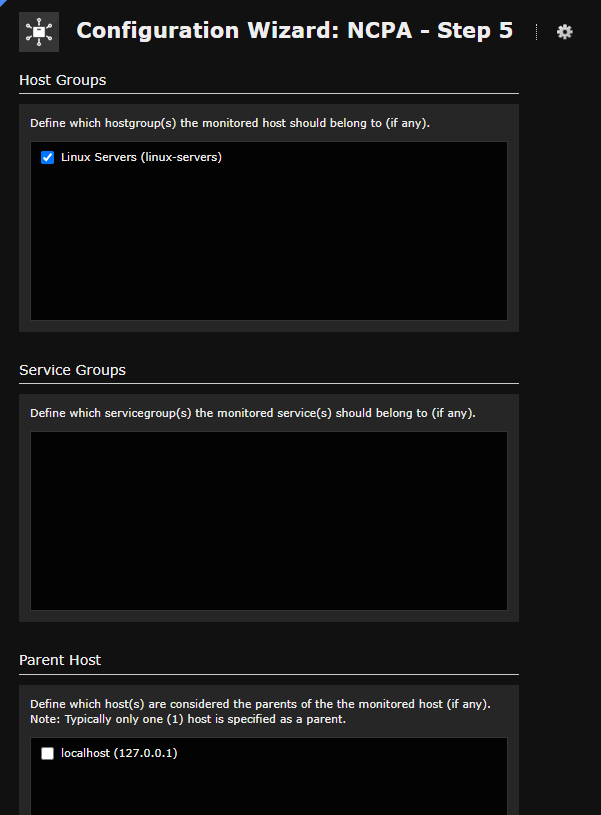 Configuration Wizard: NCPA - Step 5
Host Groups
Define which hostgroup(s) the monitored host should belong to (if any).
Linux Servers (linux-servers)
Service Groups
Define which servicegroup(s) the monitored service(s) should belong to (if any).
Parent Host
Define which host(s) are considered the parents of the the monitored host (if any).
Note: Typically only one (1) host is specified as a parent.
localhost (127.0.0.1)